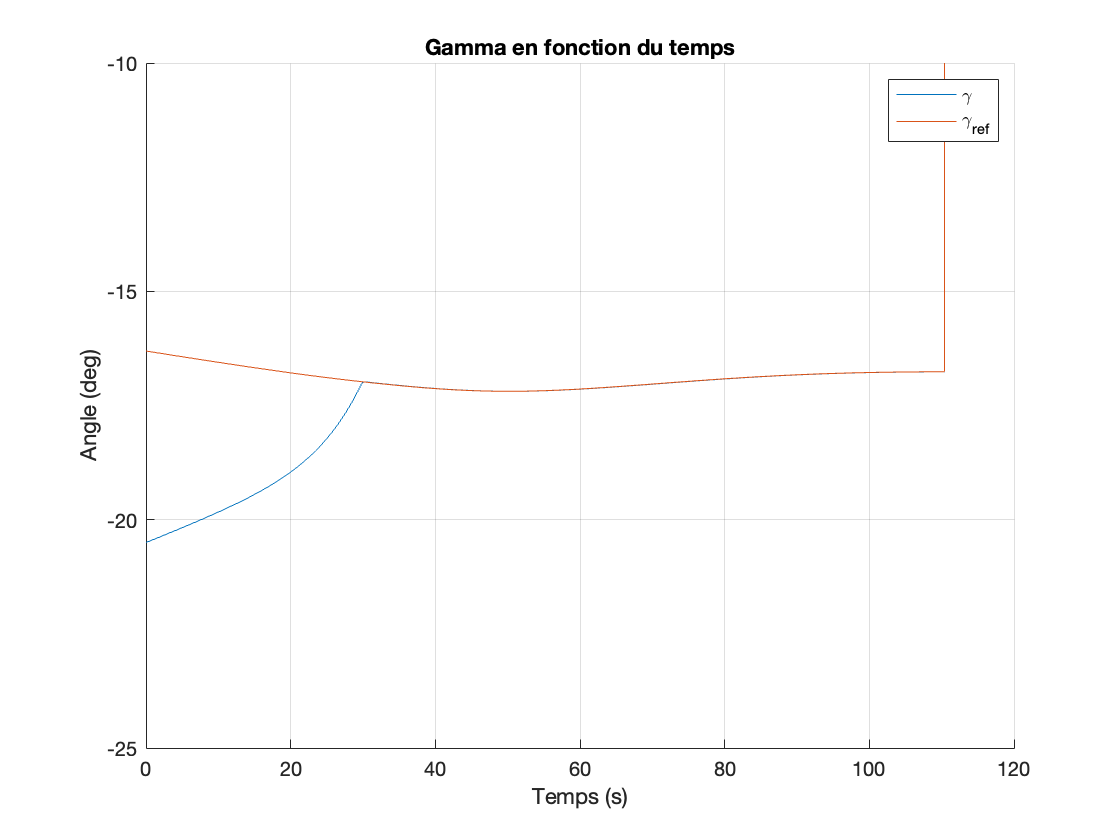 Gamma en fonction du temps
-10
γ
γref
-15
Angle (deg)
-20
-25
0 20 40 60 80 100 120
Temps (s)